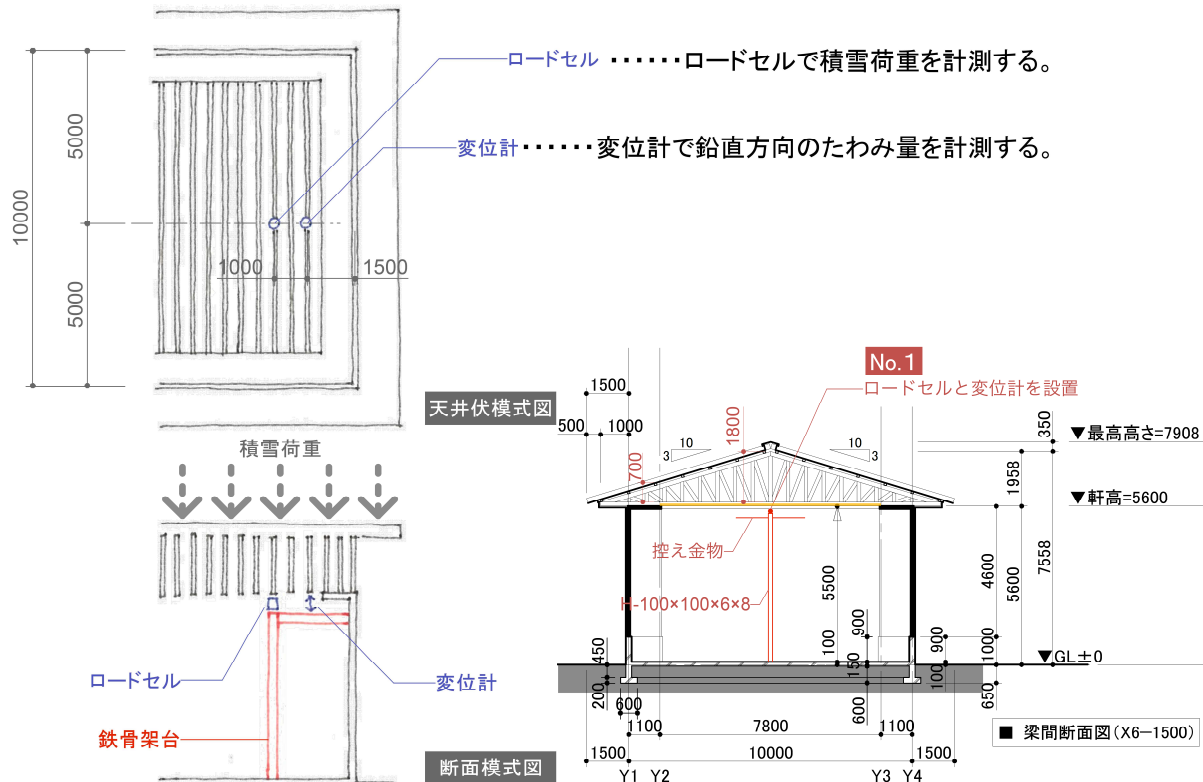 ロードセル ・・・・・・ロードセルで積雪荷重を計測する。
変位計・・・・・・変位計で鉛直方向のたわみ量を計測する。
10000
5000
5000
1000
1500
天井伏模式図
積雪荷重
ロードセル
変位計
鉄骨架台
断面模式図
No.1
ロードセルと変位計を設置
1500
500
1000
1800
700
10
3
10
3
350
▼最高高さ=7908
1958
▼軒高=5600
控え金物
H-100×100×6×8
5500
100
4600
5600
7558
450
200
600
900
150
600
900
100
1000
650
▼GL±0
1100
7800
1100
1500
10000
1500
Y1 Y2 Y3 Y4
■ 梁間断面図(X6-1500)